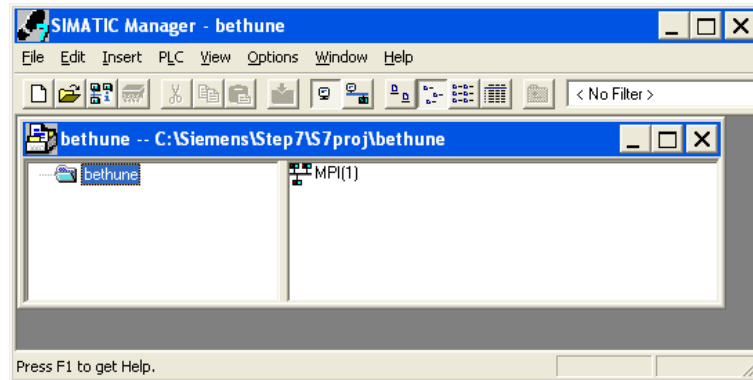 SIMATIC Manager - bethune
File Edit Insert PLC View Options Window Help
< No Filter >
bethune -- C:\Siemens\Step7\S7proj\bethune
bethune
MPI(1)
Press F1 to get Help.